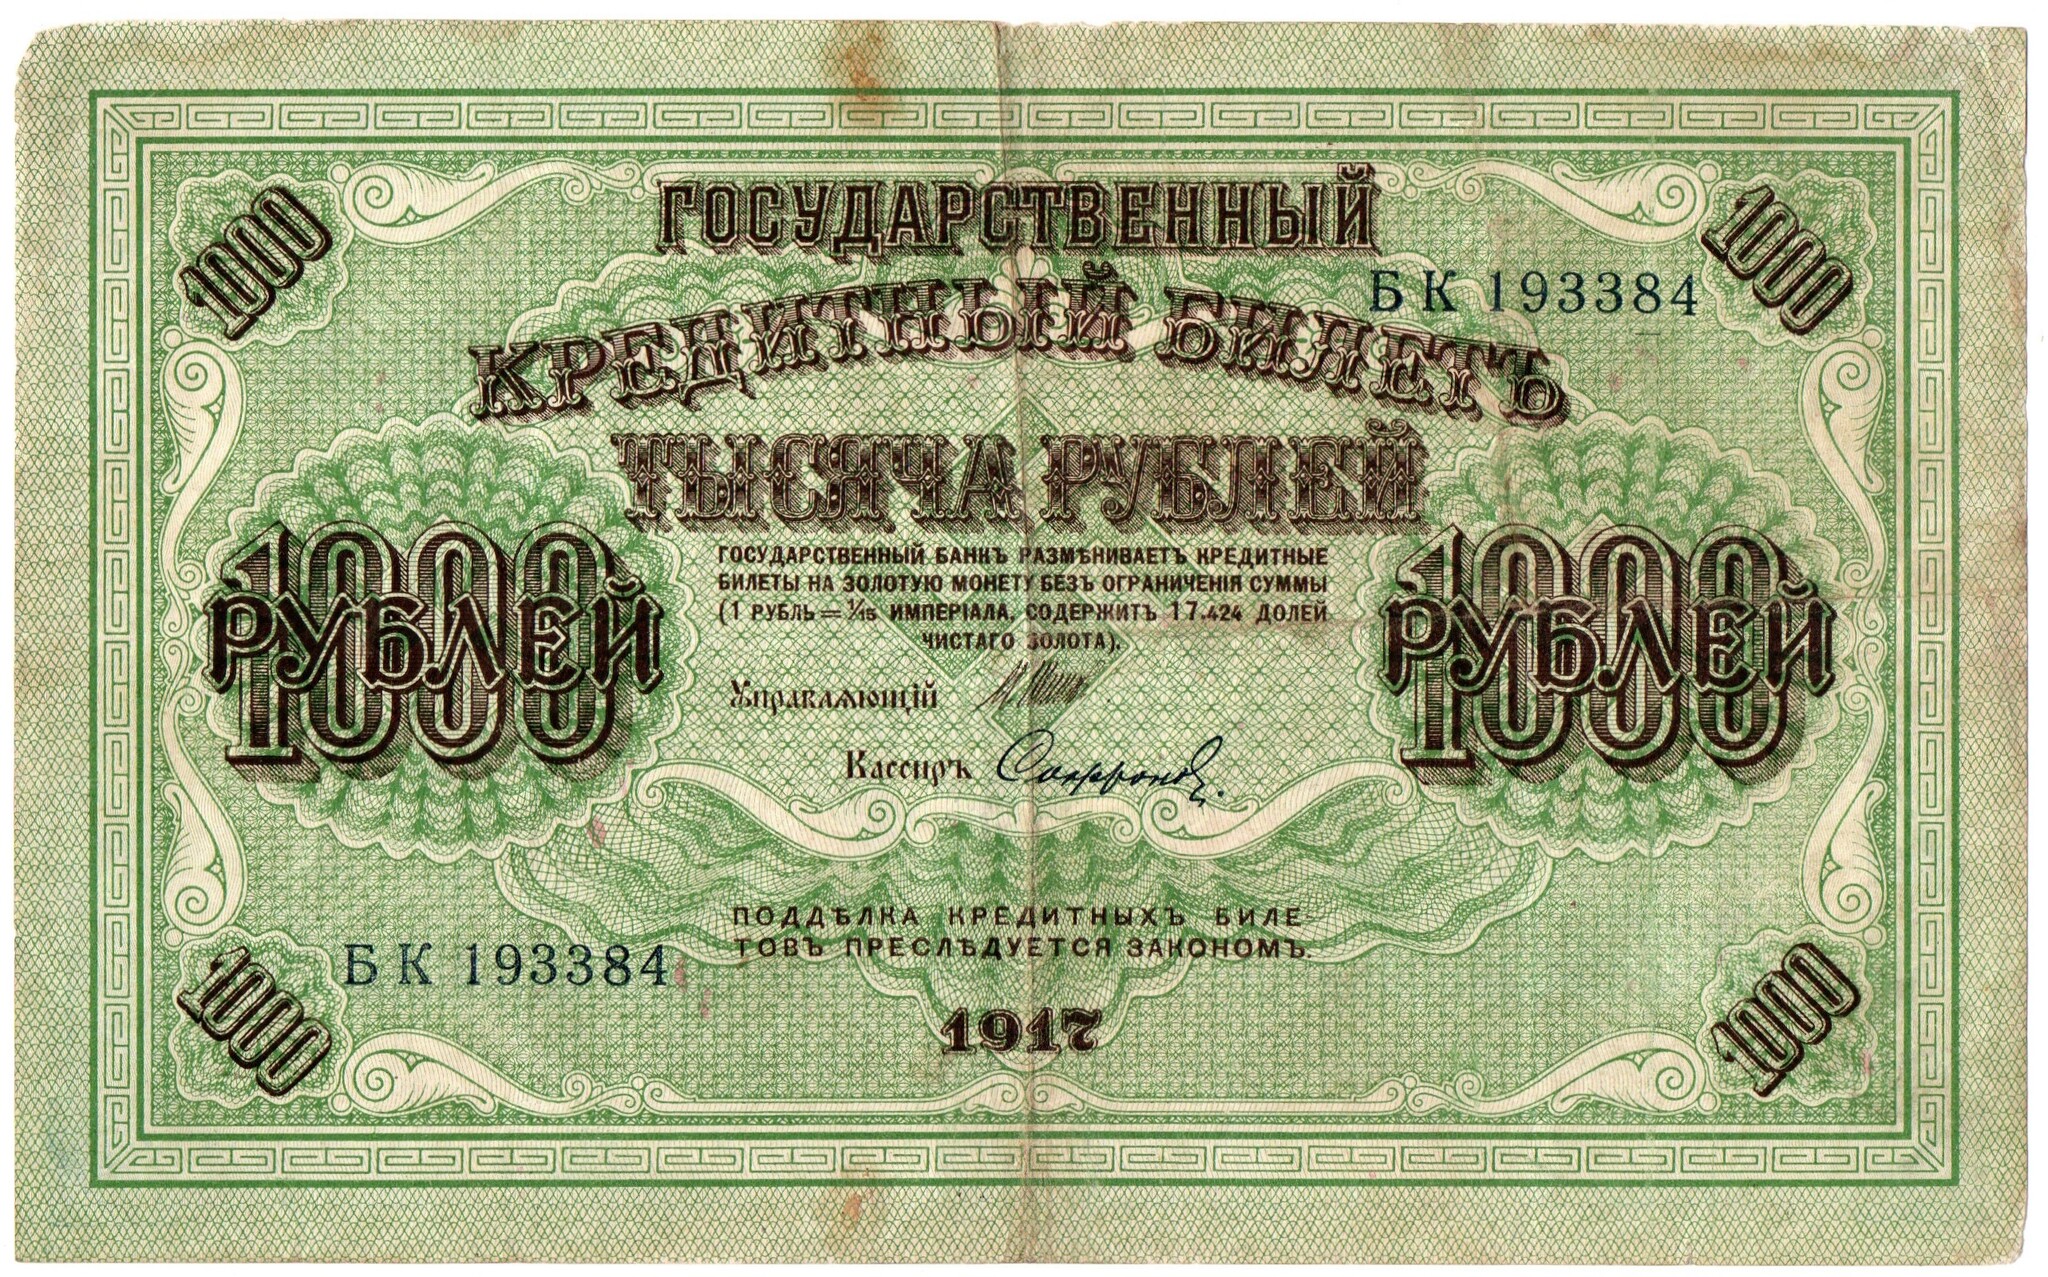 1000
1000
ГОСУДАРСТВЕННЫЙ
БК 193384
КРЕДИТНЫЙ БИЛЕТЪ
ТЫСЯЧА РУБЛЕЙ
1000
РУБЛЕЙ
1000
РУБЛЕЙ
ГОСУДАРСТВЕННЫЙ БАНКЪ РАЗМѢНИВАЕТЪ КРЕДИТНЫЕ
БИЛЕТЫ НА ЗОЛОТУЮ МОНЕТУ БЕЗЪ ОГРАНИЧЕНІЯ СУММЫ
(1 РУБЛЬ = 1/15 ИМПЕРІАЛА, СОДЕРЖИТЪ 17.424 ДОЛЕЙ
ЧИСТАГО ЗОЛОТА).
Управляющій
Кассиръ Сафронов.
ПОДДѢЛКА КРЕДИТНЫХЪ БИЛЕ-
ТОВЪ ПРЕСЛѢДУЕТСЯ ЗАКОНОМЪ.
БК 193384
1917
1000
1000